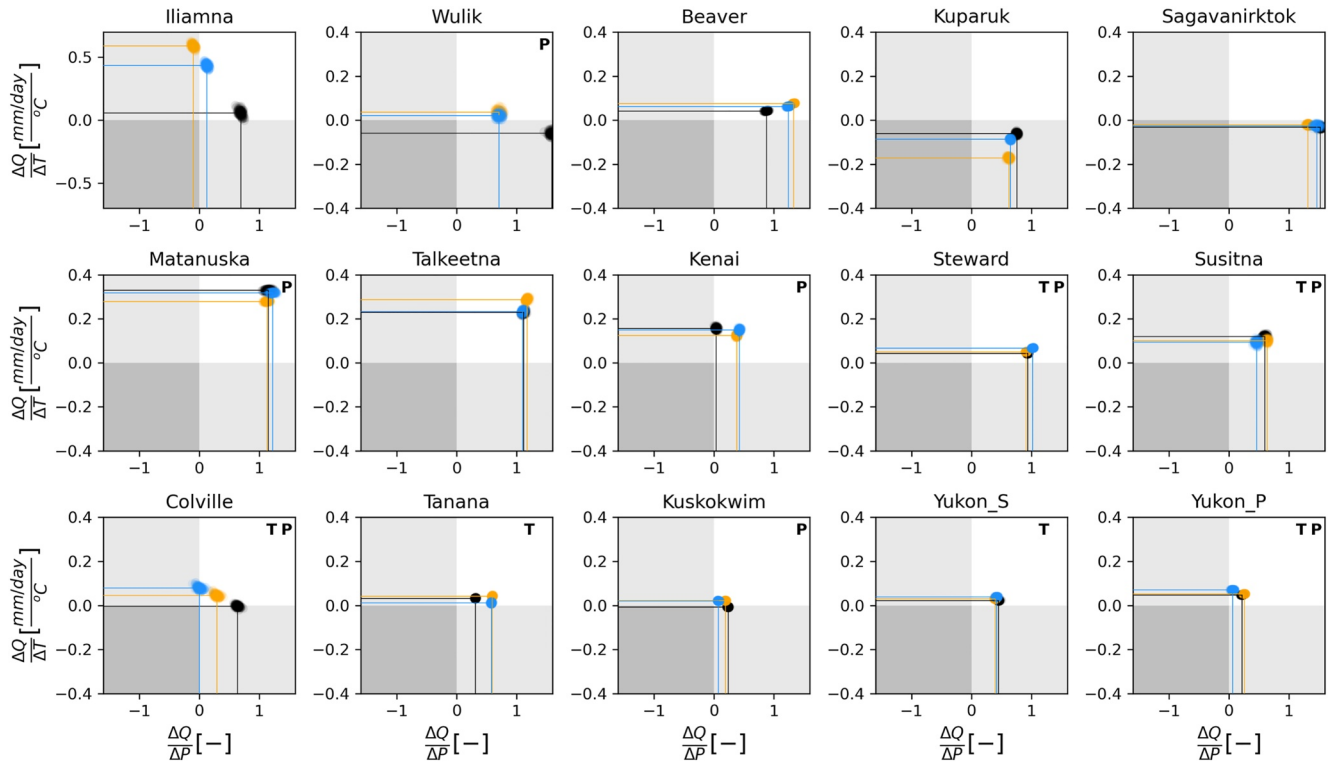 Iliamna Wulik Beaver Kuparuk Sagavanirktok
ΔQ/ΔT [mm/day/°C]
0.5
0.0
−0.5
−1 0 1
P
0.4
0.2
0.0
−0.2
−0.4
−1 0 1
0.4
0.2
0.0
−0.2
−0.4
−1 0 1
0.4
0.2
0.0
−0.2
−0.4
−1 0 1
0.4
0.2
0.0
−0.2
−0.4
−1 0 1
Matanuska Talkeetna Kenai Steward Susitna
ΔQ/ΔT [mm/day/°C]
P
0.4
0.2
0.0
−0.2
−0.4
−1 0 1
0.4
0.2
0.0
−0.2
−0.4
−1 0 1
P
0.4
0.2
0.0
−0.2
−0.4
−1 0 1
T P
0.4
0.2
0.0
−0.2
−0.4
−1 0 1
T P
0.4
0.2
0.0
−0.2
−0.4
−1 0 1
Colville Tanana Kuskokwim Yukon_S Yukon_P
ΔQ/ΔT [mm/day/°C]
T P
0.4
0.2
0.0
−0.2
−0.4
−1 0 1
ΔQ/ΔP [−]
T
0.4
0.2
0.0
−0.2
−0.4
−1 0 1
ΔQ/ΔP [−]
P
0.4
0.2
0.0
−0.2
−0.4
−1 0 1
ΔQ/ΔP [−]
T
0.4
0.2
0.0
−0.2
−0.4
−1 0 1
ΔQ/ΔP [−]
T P
0.4
0.2
0.0
−0.2
−0.4
−1 0 1
ΔQ/ΔP [−]